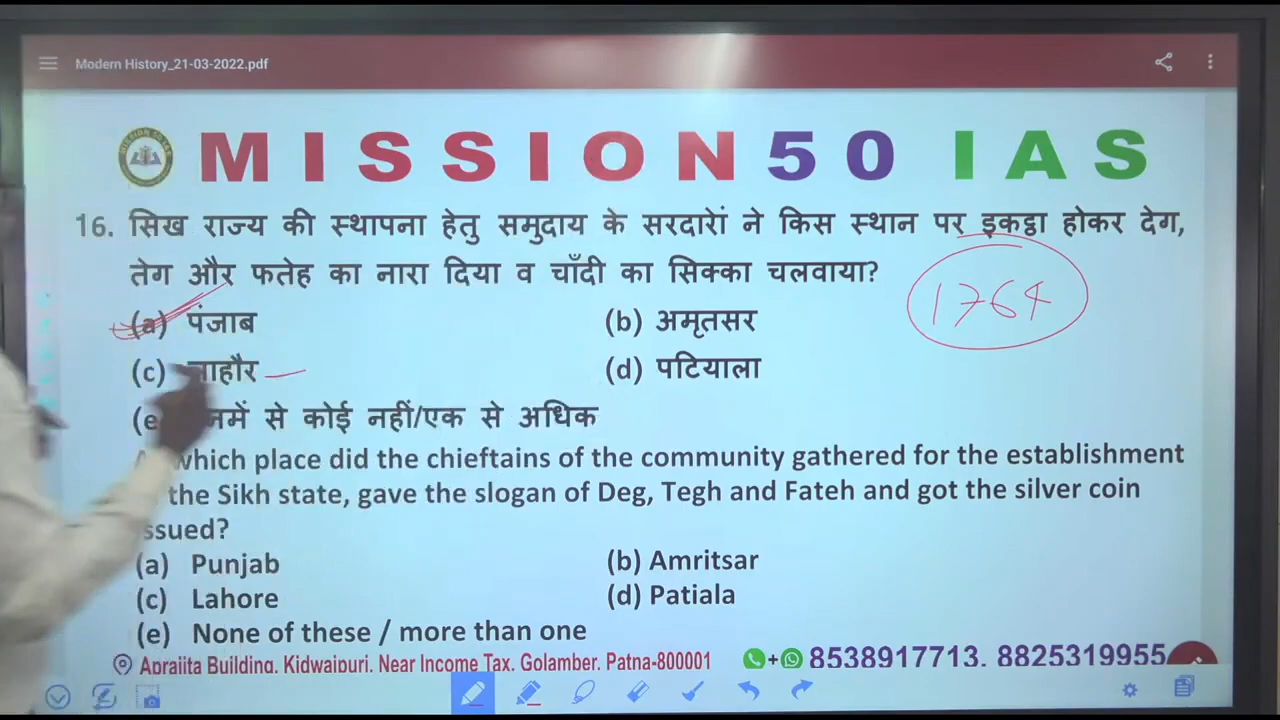 Modern History_21-03-2022.pdf
MISSION 50 IAS
16. सिख राज्य की स्थापना हेतु समुदाय के सरदारों ने किस स्थान पर इकट्ठा होकर देग,
तेग और फतेह का नारा दिया व चाँदी का सिक्का चलवाया?
1764
(a) पंजाब
(b) अमृतसर
(c) लाहौर
(d) पटियाला
(e) से कोई नहीं/एक से अधिक
which place did the chieftains of the community gathered for the establishment
the Sikh state, gave the slogan of Deg, Tegh and Fateh and got the silver coin
issued?
(a) Punjab
(b) Amritsar
(c) Lahore
(d) Patiala
(e) None of these / more than one
Aprajita Building, Kidwaipuri, Near Income Tax, Golamber, Patna-800001
+ 8538917713, 8825319955